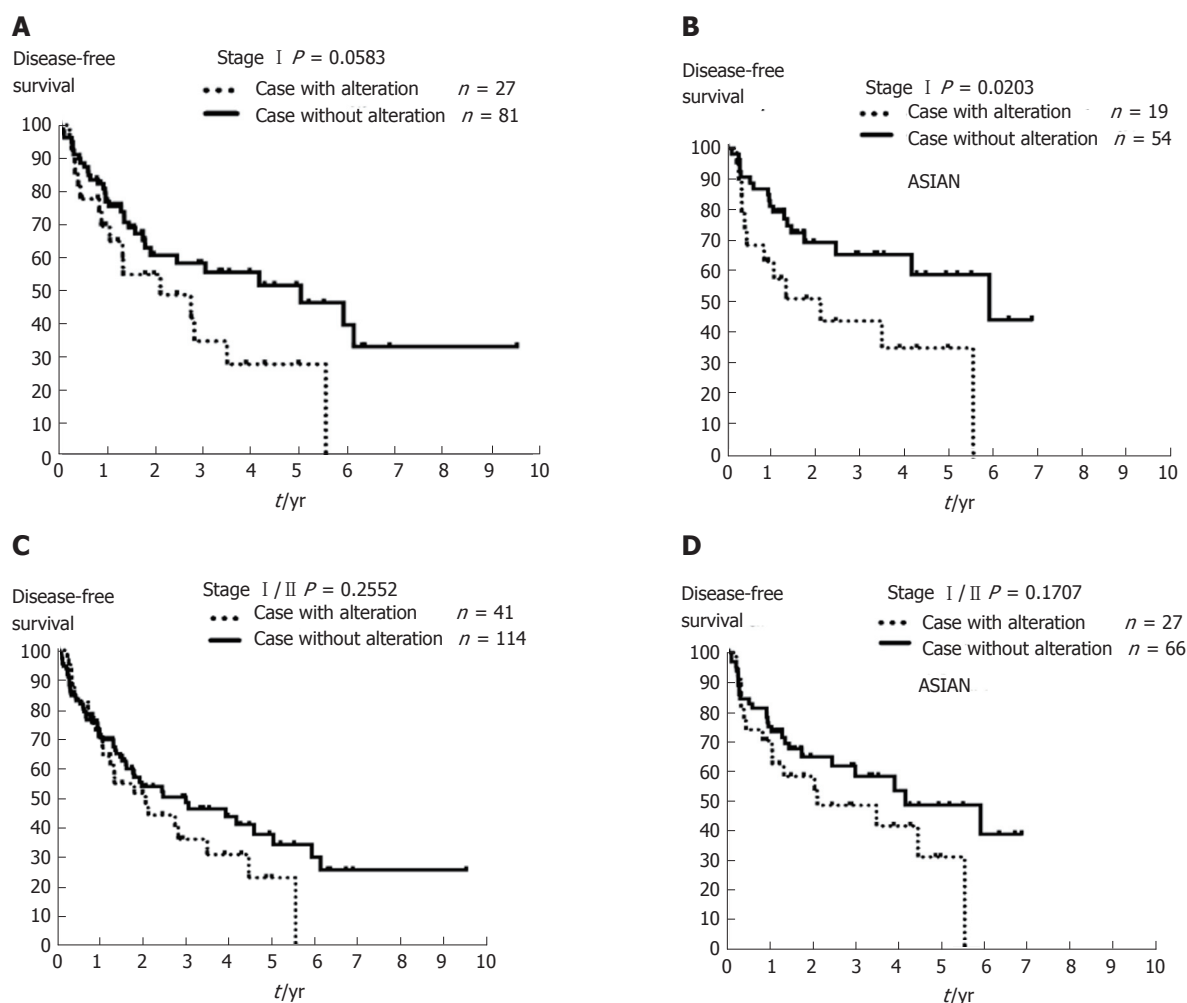 A
Disease-free
survival
Stage Ⅰ P = 0.0583
Case with alteration n = 27
Case without alteration n = 81
100
90
80
70
60
50
40
30
20
10
0
0 1 2 3 4 5 6 7 8 9 10
t/yr
B
Disease-free
survival
Stage Ⅰ P = 0.0203
Case with alteration n = 19
Case without alteration n = 54
ASIAN
100
90
80
70
60
50
40
30
20
10
0
0 1 2 3 4 5 6 7 8 9 10
t/yr
C
Disease-free
survival
Stage Ⅰ/Ⅱ P = 0.2552
Case with alteration n = 41
Case without alteration n = 114
100
90
80
70
60
50
40
30
20
10
0
0 1 2 3 4 5 6 7 8 9 10
t/yr
D
Disease-free
survival
Stage Ⅰ/Ⅱ P = 0.1707
Case with alteration n = 27
Case without alteration n = 66
ASIAN
100
90
80
70
60
50
40
30
20
10
0
0 1 2 3 4 5 6 7 8 9 10
t/yr